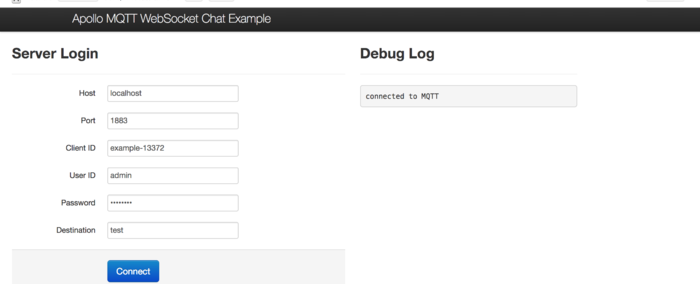 Apollo MQTT WebSocket Chat Example
Server Login
Host localhost
Port 1883
Client ID example-13372
User ID admin
Password ••••••••
Destination test
Connect
Debug Log
connected to MQTT